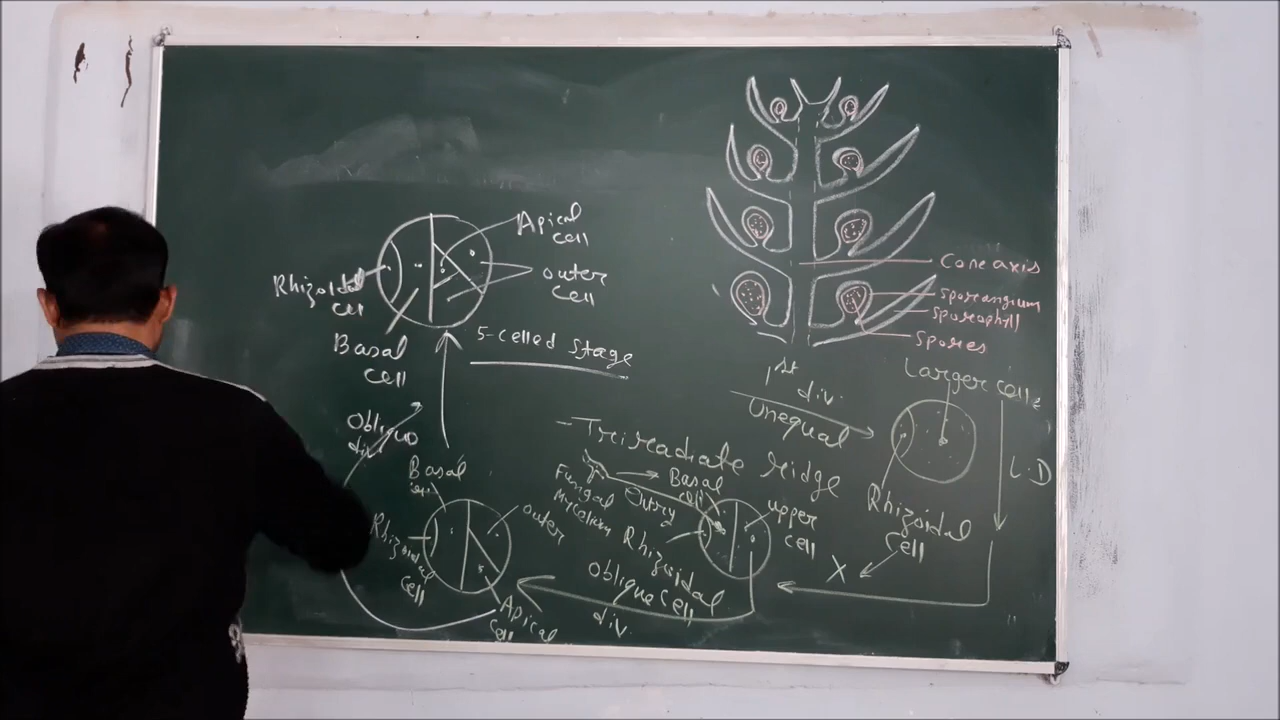 Apical
cell
outer
cell
Rhizoidal
cell
Basal
cell
5-celled stage
Cone axis
Sporangium
Sporophyll
Spores
1st div.
Unequal
Larger cell
Rhizoidal
cell
L.D
X
- Triradiate ridge
Fungal
Mycelium
Entry
Basal
cell
upper
cell
Rhizoidal
cell
Oblique
div.
Oblique
div
Basal
outer
Rhizoidal
cell
Apical
cell